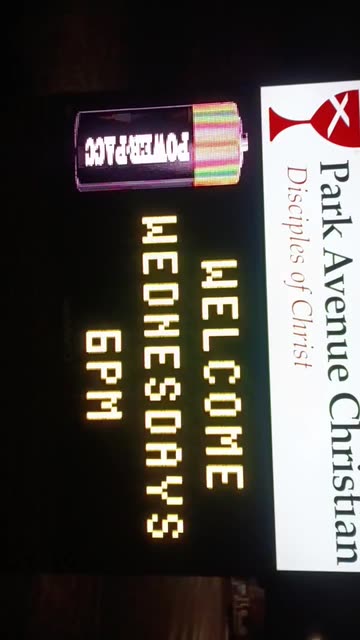 Park Avenue Christian
Disciples of Christ
POWER-PACC
WELCOME
WEDNESDAYS
6PM